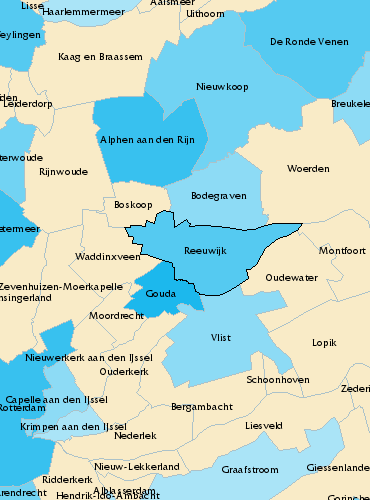 Lisse
Aalsmeer
Haarlemmermeer
Uithoorn
eylingen
De Ronde Venen
Kaag en Braassem
Nieuwkoop
den
Leiderdorp
Breukele
Alphen aan den Rijn
terwoude
Woerden
Rijnwoude
Bodegraven
Boskoop
etermeer
Reeuwijk
Montfoort
Waddinxveen
Oudewater
Zevenhuizen-Moerkapelle
nsingerland
Gouda
Moordrecht
Vlist
Lopik
Nieuwerkerk aan den IJssel
Ouderkerk
Schoonhoven
Zederi
Capelle aan den IJssel
Rotterdam
Bergambacht
Krimpen aan den IJssel
Liesveld
Nederlek
Nieuw-Lekkerland
Graafstroom
Giessenlande
Ridderkerk
Alblasserdam
arendrecht
Hendrik-Ido-Ambacht
Gorinche